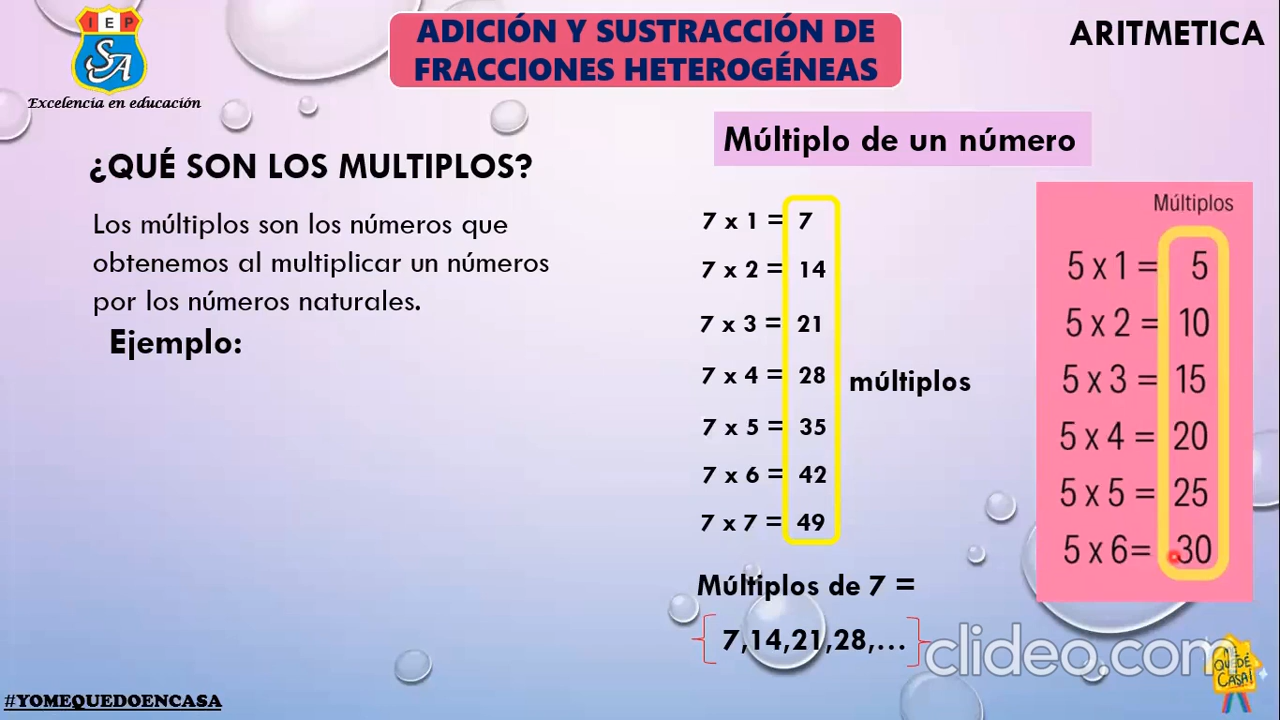 I E P
SA
Excelencia en educación
ADICIÓN Y SUSTRACCIÓN DE
FRACCIONES HETEROGÉNEAS
ARITMETICA
¿QUÉ SON LOS MULTIPLOS?
Los múltiplos son los números que
obtenemos al multiplicar un números
por los números naturales.
Ejemplo:
Múltiplo de un número
7 x 1 = 7
7 x 2 = 14
7 x 3 = 21
7 x 4 = 28
7 x 5 = 35
7 x 6 = 42
7 x 7 = 49
múltiplos
Múltiplos de 7 =
7,14,21,28,...
Múltiplos
5 x 1 = 5
5 x 2 = 10
5 x 3 = 15
5 x 4 = 20
5 x 5 = 25
5 x 6= 30
clideo.com
QUEDÉ
CASA!
#YOMEQUEDOENCASA